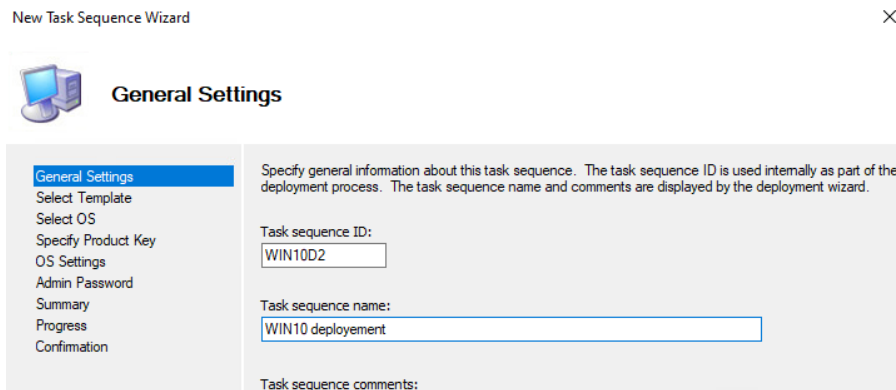 New Task Sequence Wizard
General Settings
General Settings
Select Template
Select OS
Specify Product Key
OS Settings
Admin Password
Summary
Progress
Confirmation
Specify general information about this task sequence.  The task sequence ID is used internally as part of the
deployment process.  The task sequence name and comments are displayed by the deployment wizard.
Task sequence ID:
WIN10D2
Task sequence name:
WIN10 deployement
Task sequence comments: